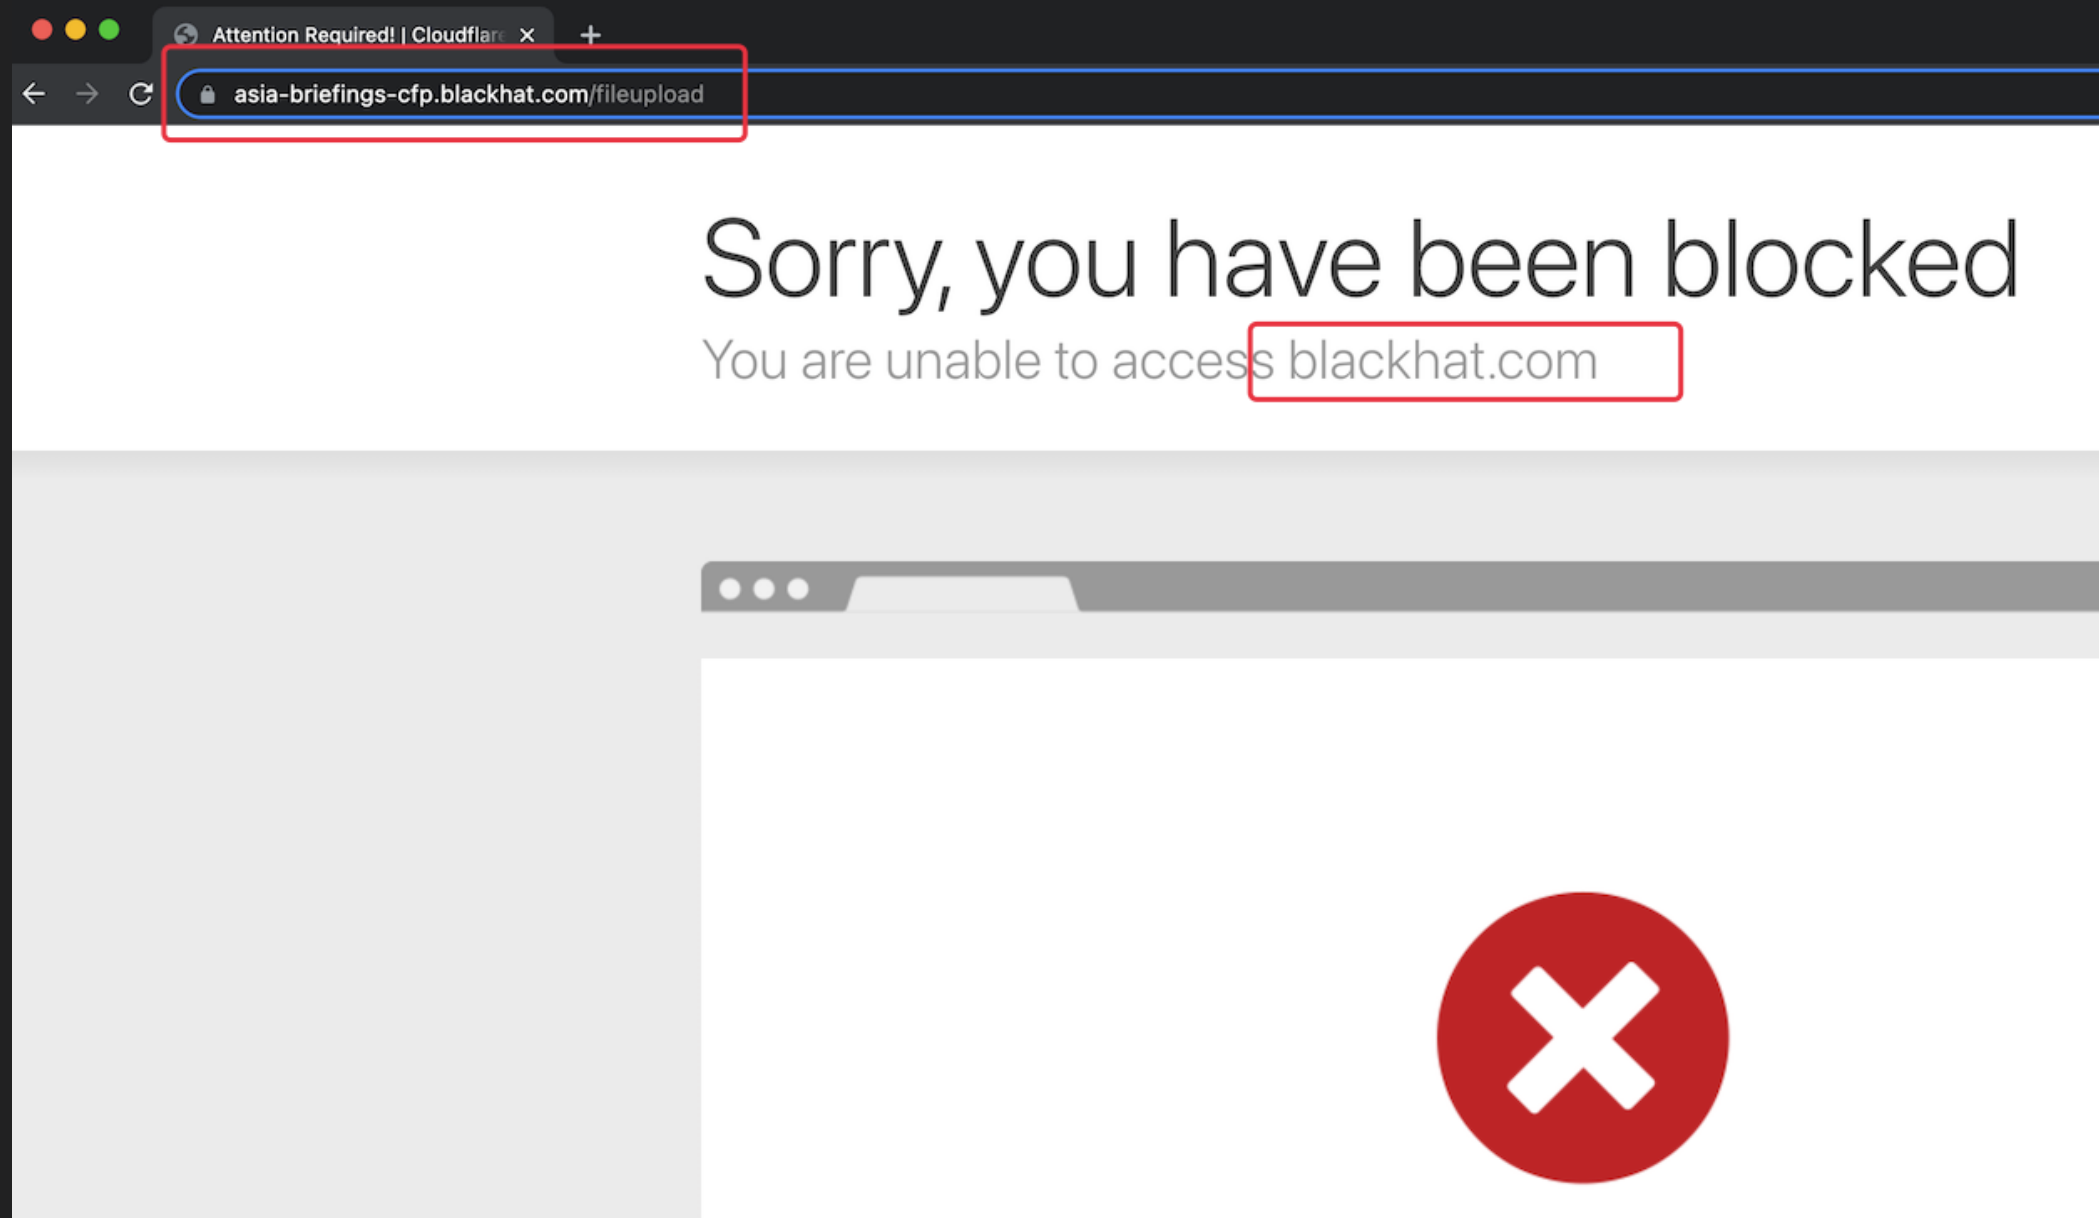 Attention Required! | Cloudflare
asia-briefings-cfp.blackhat.com/fileupload
Sorry, you have been blocked
You are unable to access blackhat.com